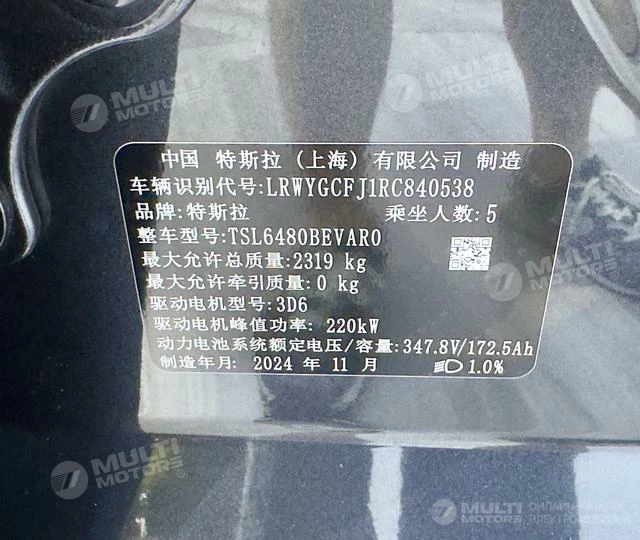 MULTI
MOTORS
MULTI
MOTORS
中国 特斯拉 (上海) 有限公司 制造
车辆识别代号:LRWYGCFJ1RC840538
品牌:特斯拉 乘坐人数:5
整车型号:TSL6480BEVAR0
最大允许总质量:2319 kg
最大允许牵引质量:0 kg
驱动电机型号:3D6
驱动电机峰值功率: 220kW
动力电池系统额定电压/容量:347.8V/172.5Ah
制造年月: 2024 年 11 月 1.0%
MULTI
MOTORS
MULTI
MOTORS
MULTI
MOTORS
ОНЛАЙН-КАТАЛОГ